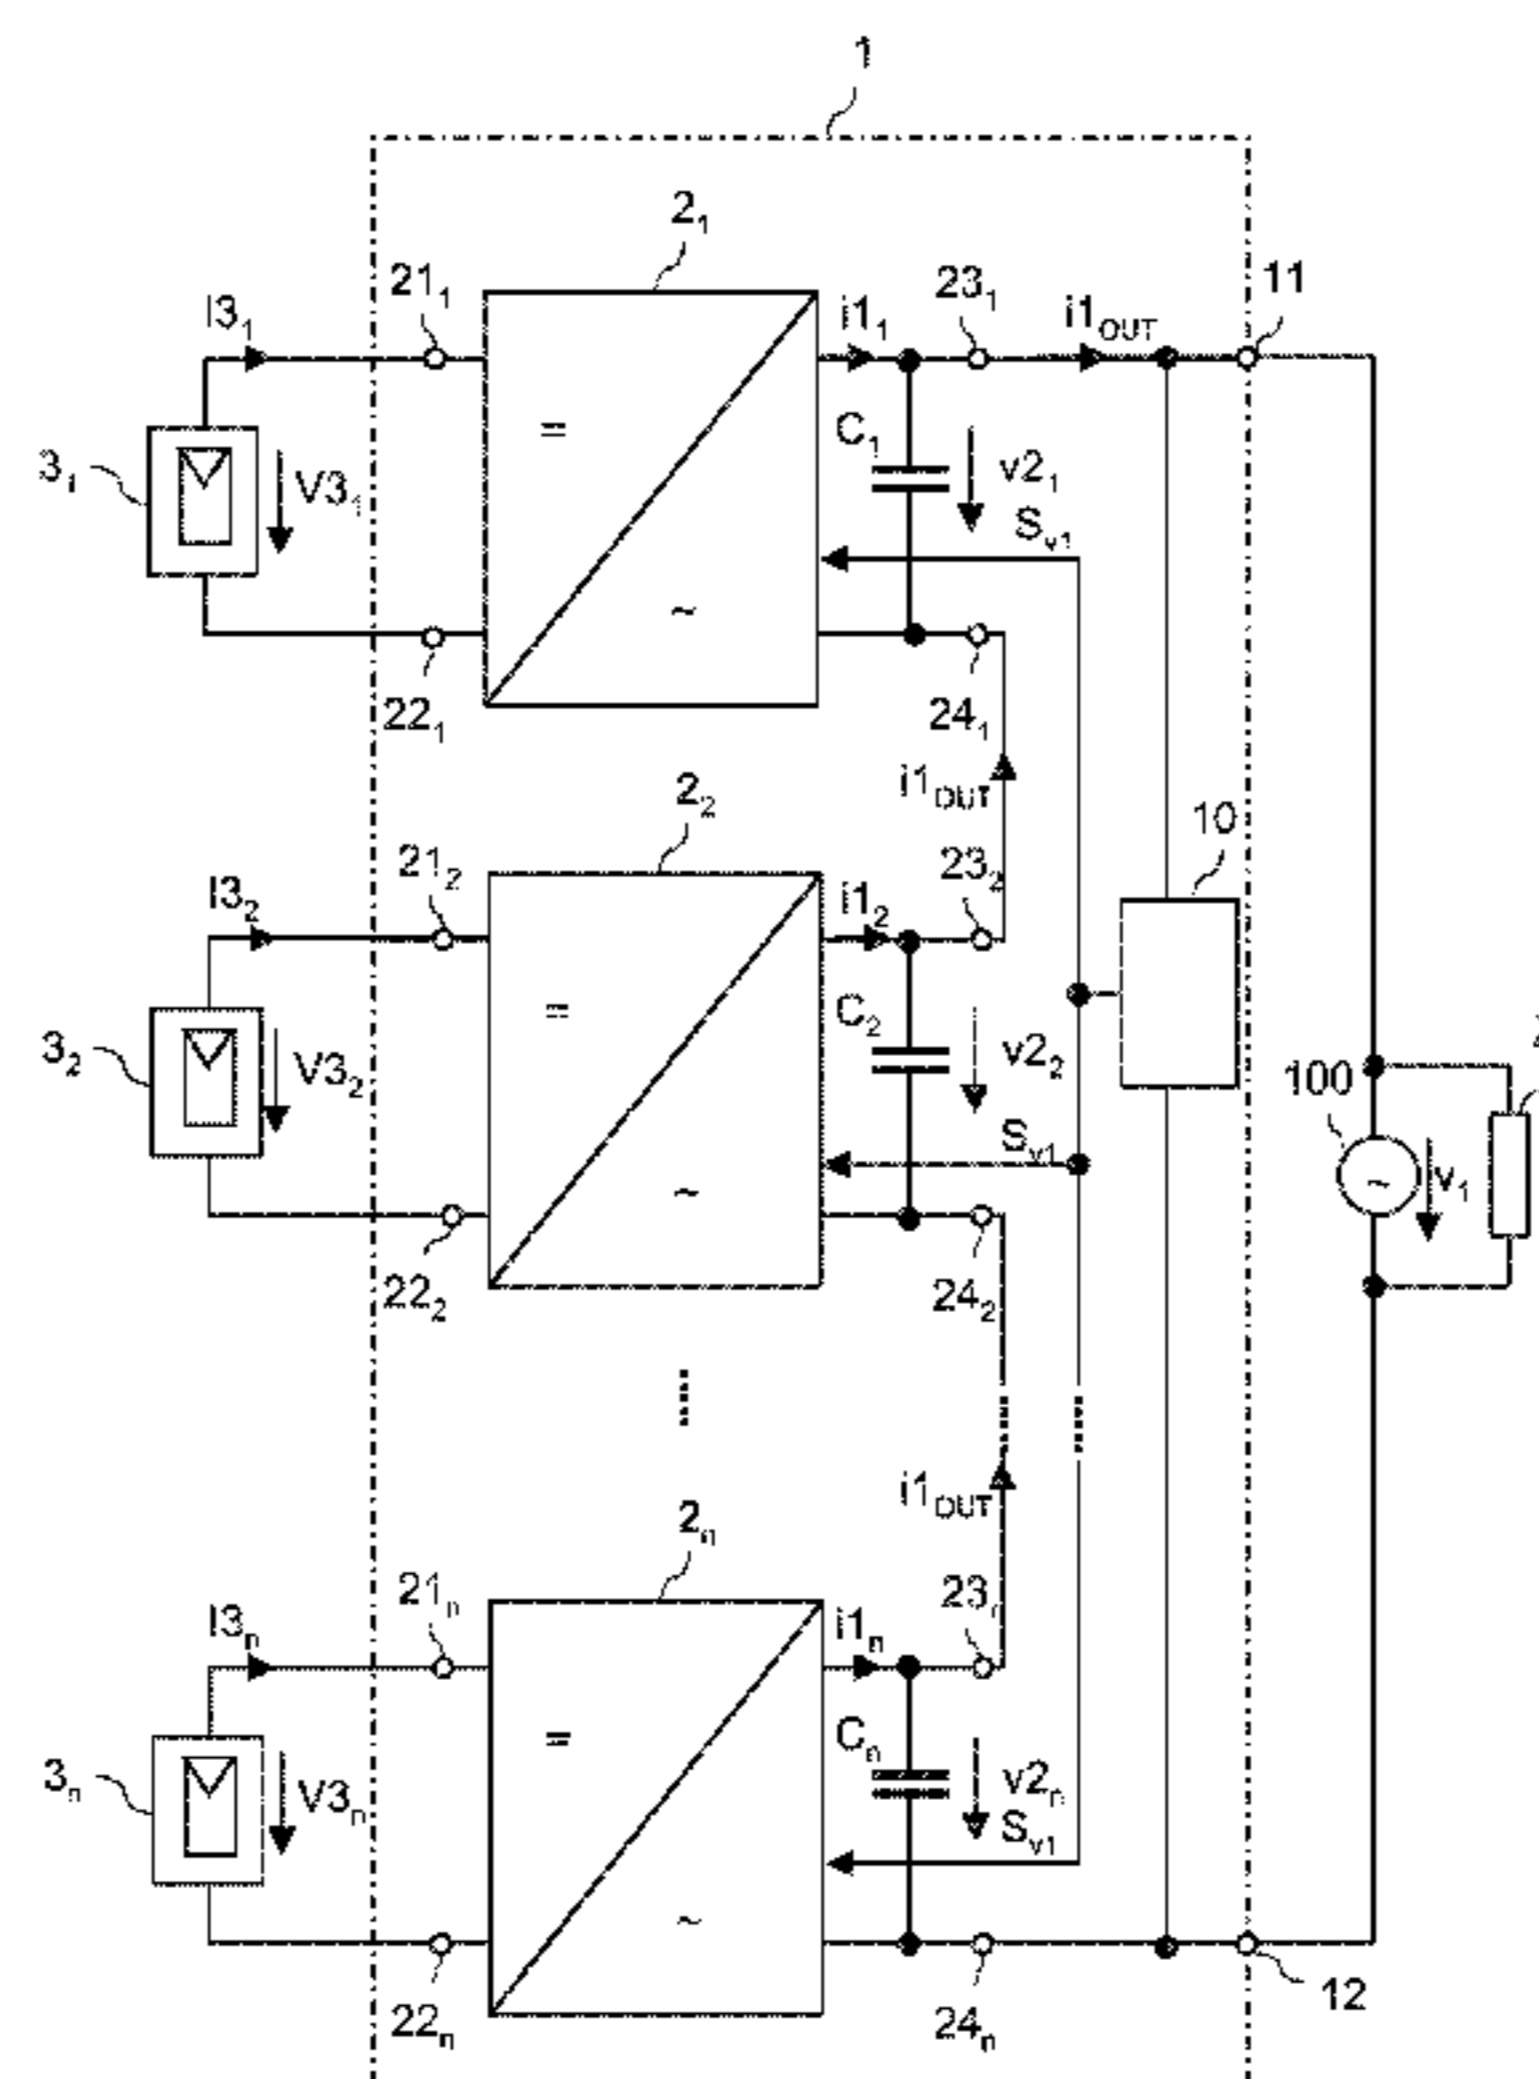 1
2₁
I3₁ 21₁ i1₁ 23₁ i1OUT 11
3₁ V3₁ = C₁ v2₁
Sv1
~
22₁ 24₁
i1OUT
2₂ 10
I3₂ 21₂ i1₂ 23₂
3₂ V3₂ = C₂ v2₂
100
Sv1
~ ~ v₁
22₂ 24₂
i1OUT
2n
I3n 21n i1n 23n
3n V3n = Cn v2n
Sv1
~
12
22n 24n